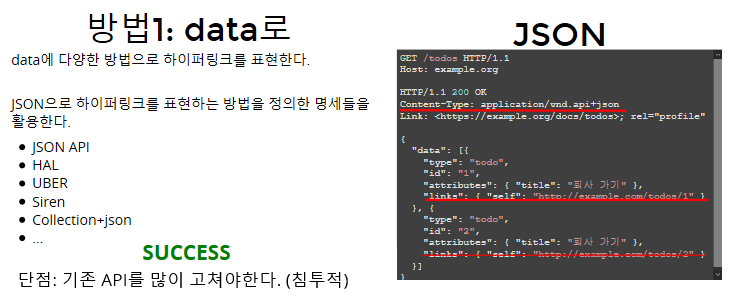 방법1: data로
data에 다양한 방법으로 하이퍼링크를 표현한다.
JSON으로 하이퍼링크를 표현하는 방법을 정의한 명세들을
활용한다.
● JSON API
● HAL
● UBER
● Siren
● Collection+json
● ...
SUCCESS
단점: 기존 API를 많이 고쳐야한다. (침투적)
JSON
GET /todos HTTP/1.1
Host: example.org
HTTP/1.1 200 OK
Content-Type: application/vnd.api+json
Link: <https://example.org/docs/todos>; rel="profile"
{
"data": [{
"type": "todo",
"id": "1",
"attributes": { "title": "회사 가기" },
"links": { "self": "http://example.com/todos/1" }
}, {
"type": "todo",
"id": "2",
"attributes": { "title": "회사 가기" },
"links": { "self": "http://example.com/todos/2" }
}]
}